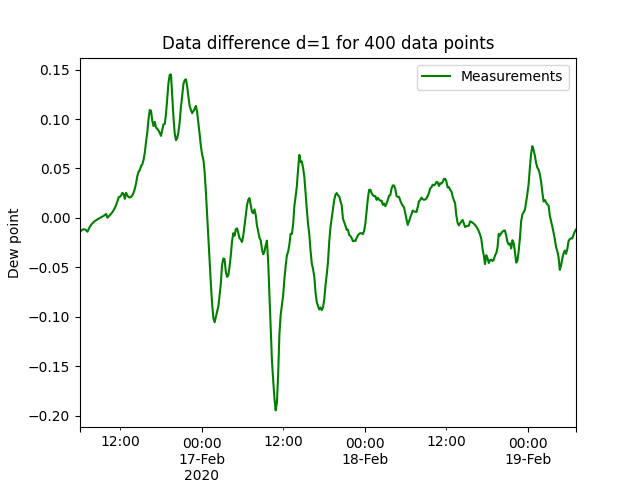 Data difference d=1 for 400 data points
Measurements
Dew point
0.15
0.10
0.05
0.00
−0.05
−0.10
−0.15
−0.20
12:00
00:00
17-Feb
2020
12:00
00:00
18-Feb
12:00
00:00
19-Feb